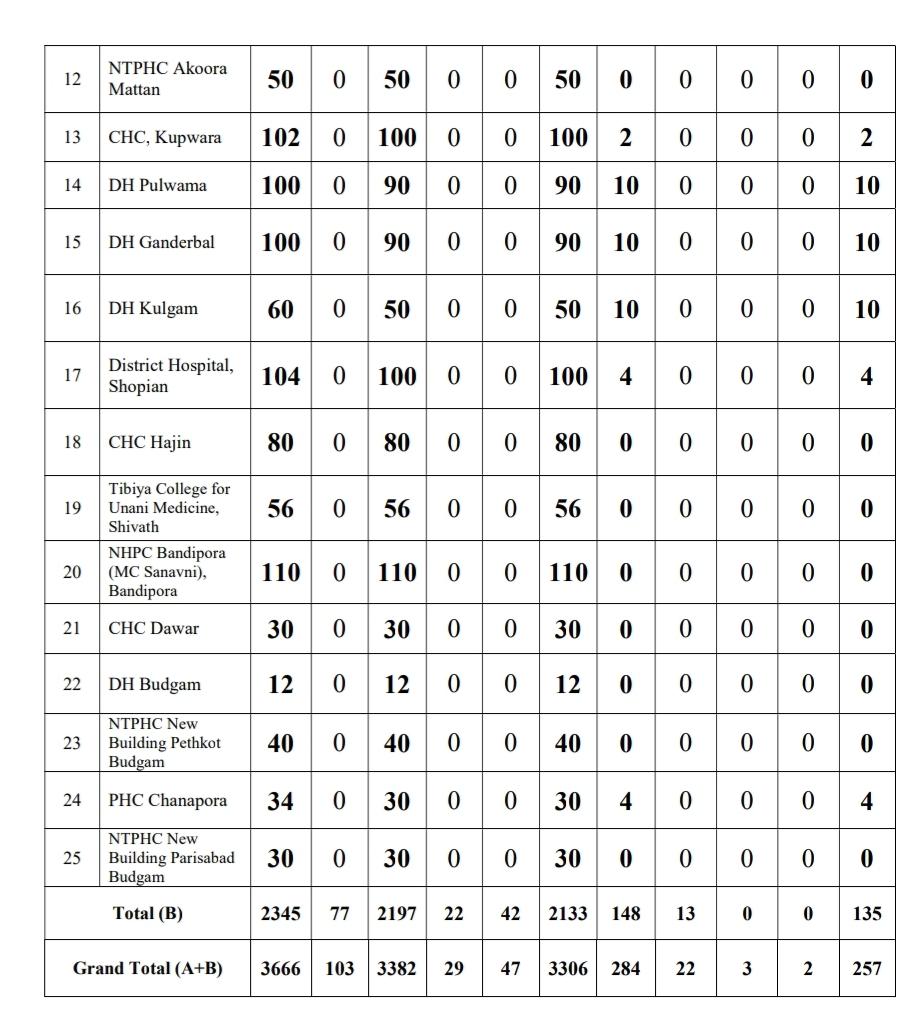 12 NTPHC Akoora Mattan 50 0 50 0 0 50 0 0 0 0 0
13 CHC, Kupwara 102 0 100 0 0 100 2 0 0 0 2
14 DH Pulwama 100 0 90 0 0 90 10 0 0 0 10
15 DH Ganderbal 100 0 90 0 0 90 10 0 0 0 10
16 DH Kulgam 60 0 50 0 0 50 10 0 0 0 10
17 District Hospital, Shopian 104 0 100 0 0 100 4 0 0 0 4
18 CHC Hajin 80 0 80 0 0 80 0 0 0 0 0
19 Tibiya College for Unani Medicine, Shivath 56 0 56 0 0 56 0 0 0 0 0
20 NHPC Bandipora (MC Sanavni), Bandipora 110 0 110 0 0 110 0 0 0 0 0
21 CHC Dawar 30 0 30 0 0 30 0 0 0 0 0
22 DH Budgam 12 0 12 0 0 12 0 0 0 0 0
23 NTPHC New Building Pethkot Budgam 40 0 40 0 0 40 0 0 0 0 0
24 PHC Chanapora 34 0 30 0 0 30 4 0 0 0 4
25 NTPHC New Building Parisabad Budgam 30 0 30 0 0 30 0 0 0 0 0
Total (B) 2345 77 2197 22 42 2133 148 13 0 0 135
Grand Total (A+B) 3666 103 3382 29 47 3306 284 22 3 2 257